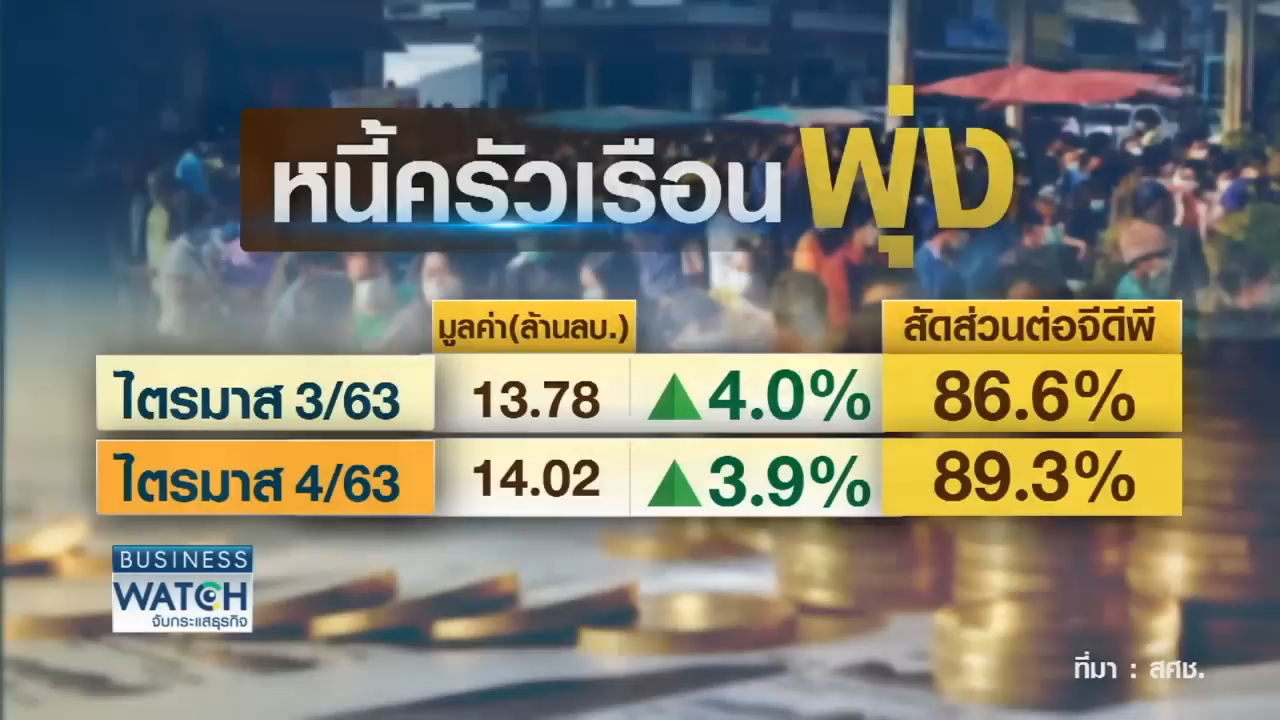 หนี้ครัวเรือนพุ่ง
มูลค่า(ล้านลบ.) สัดส่วนต่อจีดีพี
ไตรมาส 3/63 13.78 ▲4.0% 86.6%
ไตรมาส 4/63 14.02 ▲3.9% 89.3%
BUSINESS
WATCH
จับกระแสธุรกิจ
ที่มา : สศช.